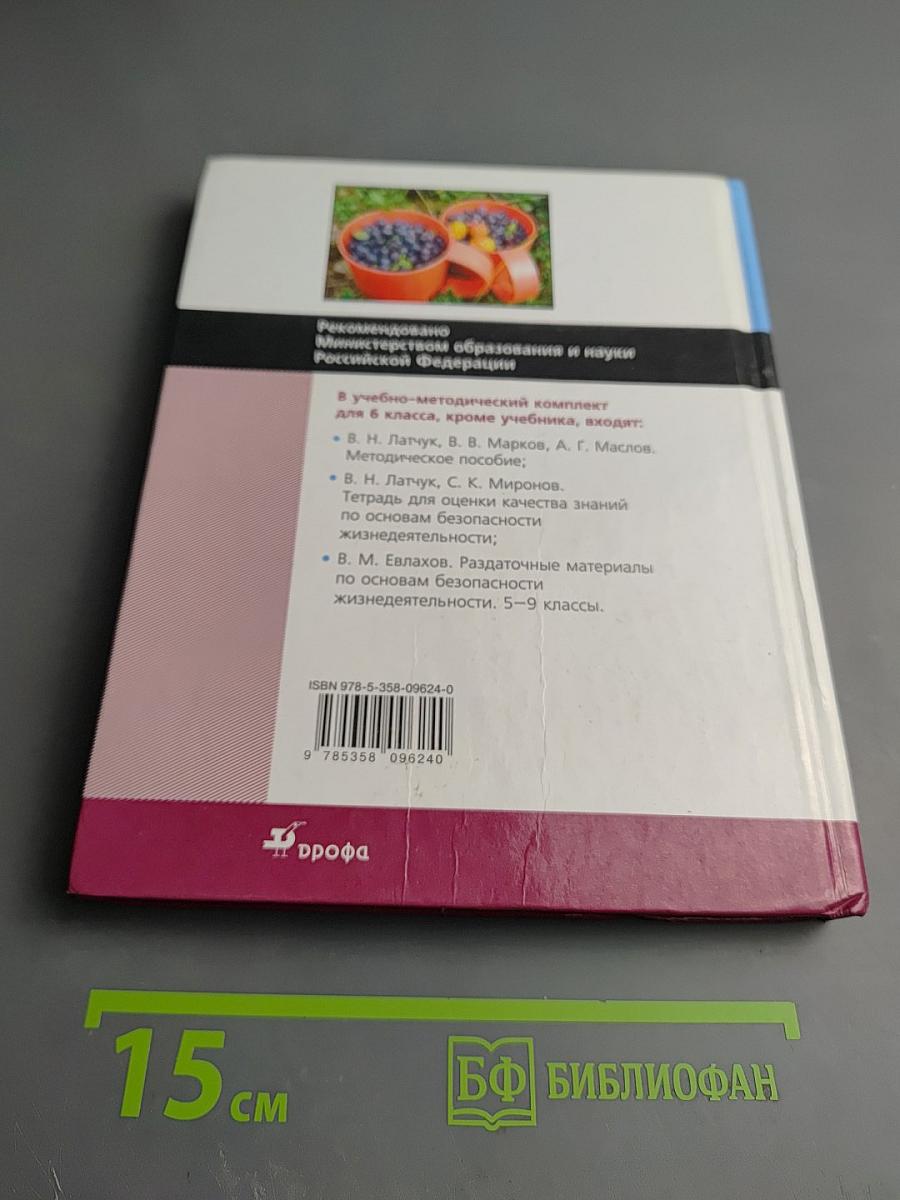 Рекомендовано
Министерством образования и науки
Российской Федерации
В учебно-методический комплект
для 6 класса, кроме учебника, входят:
• В. Н. Латчук, В. В. Марков, А. Г. Маслов.
Методическое пособие;
• В. Н. Латчук, С. К. Миронов.
Тетрадь для оценки качества знаний
по основам безопасности
жизнедеятельности;
• В. М. Евлахов. Раздаточные материалы
по основам безопасности
жизнедеятельности. 5—9 классы.
ISBN 978-5-358-09624-0
9 785358 096240
дрофа
15 см
БФ БИБЛИОФАН